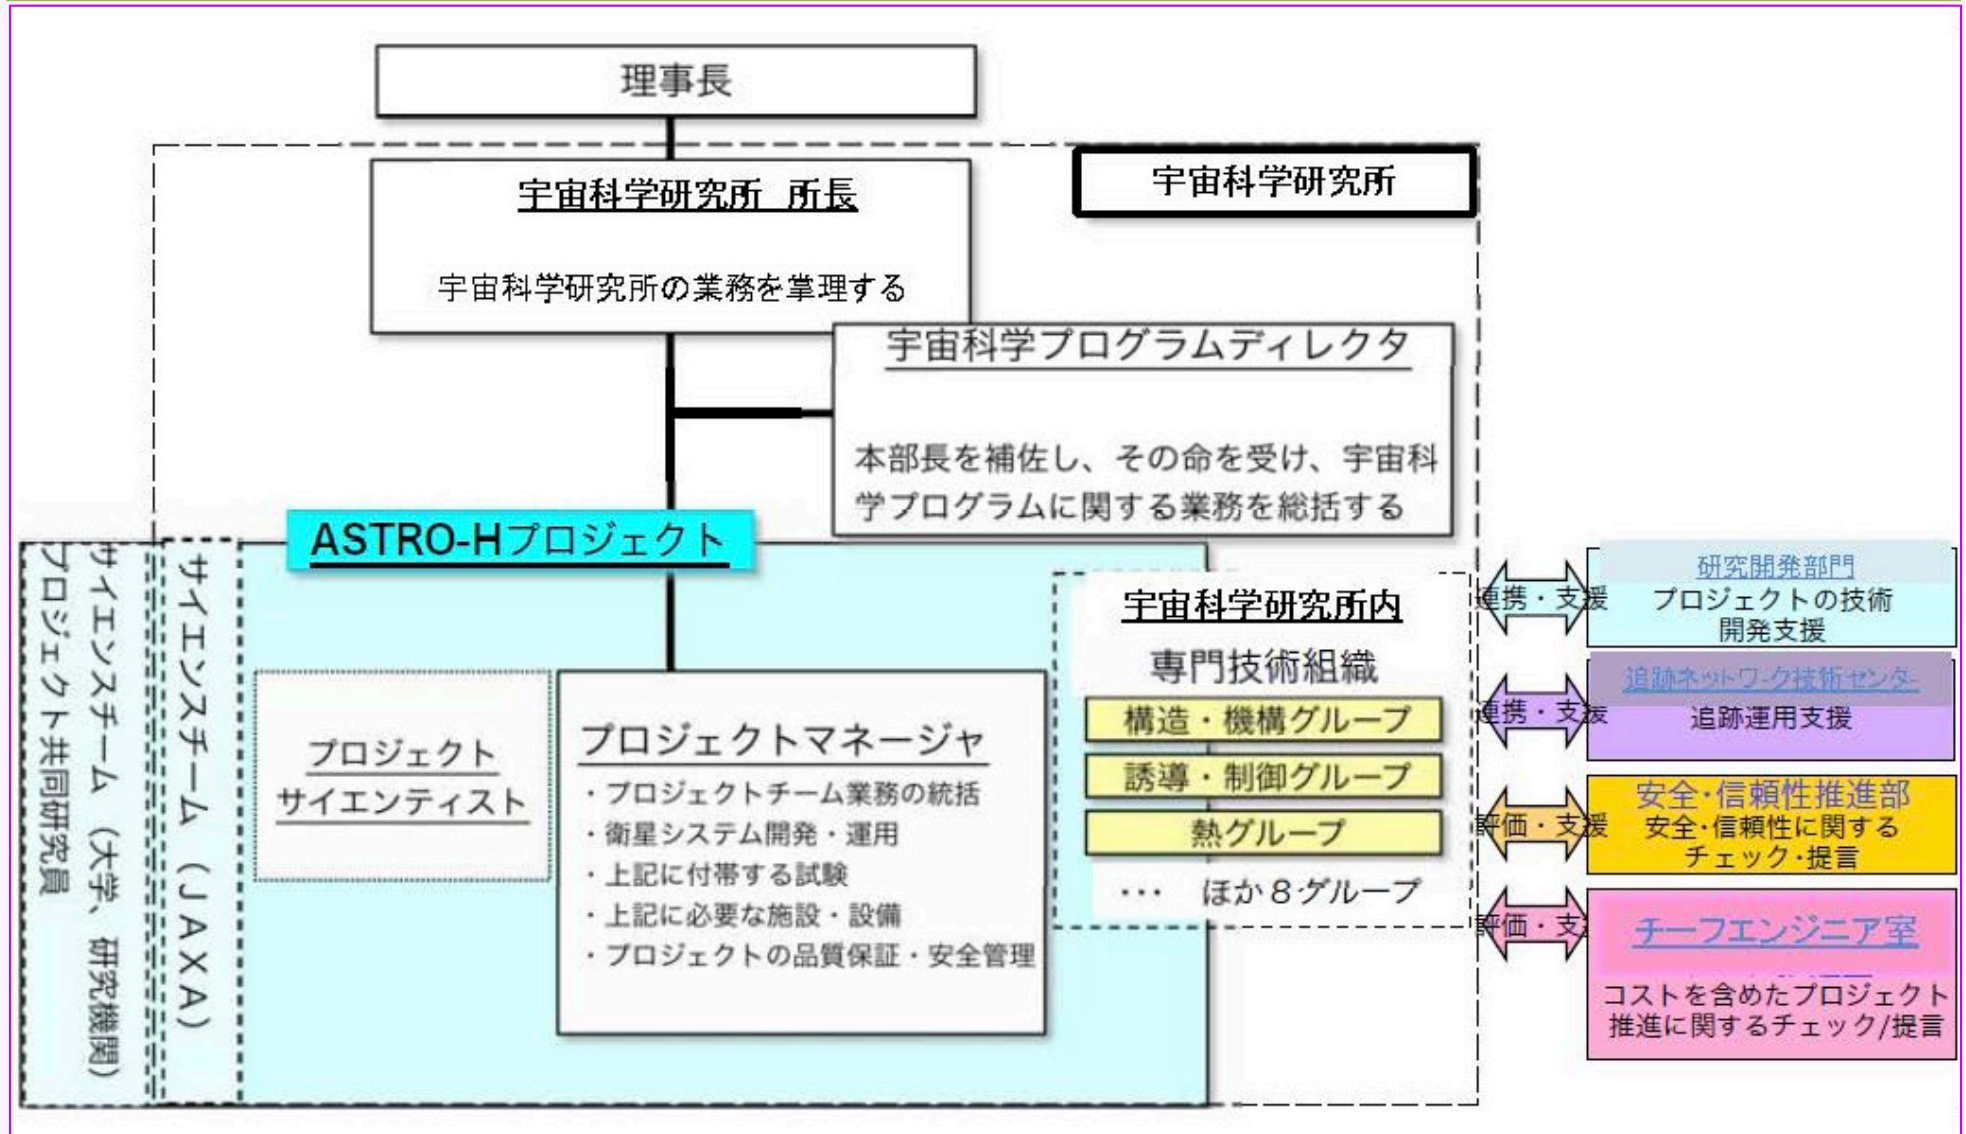 理事長
宇宙科学研究所 所長
宇宙科学研究所の業務を掌理する
宇宙科学研究所
宇宙科学プログラムディレクタ
本部長を補佐し、その命を受け、宇宙科
学プログラムに関する業務を総括する
ASTRO-Hプロジェクト
サイエンスチーム（大学、研究機関）
プロジェクト共同研究員
サイエンスチーム（JAXA）
プロジェクト
サイエンティスト
プロジェクトマネージャ
・プロジェクトチーム業務の統括
・衛星システム開発・運用
・上記に付帯する試験
・上記に必要な施設・設備
・プロジェクトの品質保証・安全管理
宇宙科学研究所内
専門技術組織
構造・機構グループ
誘導・制御グループ
熱グループ
… ほか8グループ
連携・支援
研究開発部門
プロジェクトの技術
開発支援
連携・支援
追跡ネットワーク技術センター
追跡運用支援
評価・支援
安全・信頼性推進部
安全・信頼性に関する
チェック・提言
評価・支援
チーフエンジニア室
コストを含めたプロジェクト
推進に関するチェック/提言